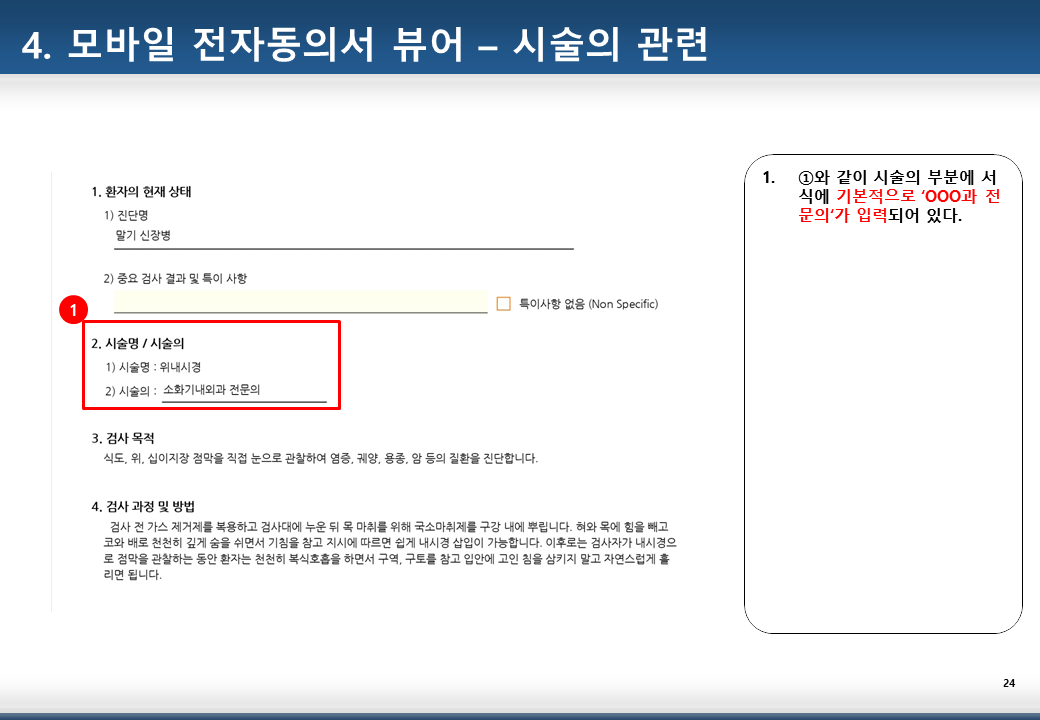 4. 모바일 전자동의서 뷰어 – 시술의 관련
1. 환자의 현재 상태
1) 진단명
말기 신장병
2) 중요 검사 결과 및 특이 사항
특이사항 없음 (Non Specific)
1
2. 시술명 / 시술의
1) 시술명 : 위내시경
2) 시술의 : 소화기내외과 전문의
3. 검사 목적
식도, 위, 십이지장 점막을 직접 눈으로 관찰하여 염증, 궤양, 용종, 암 등의 질환을 진단합니다.
4. 검사 과정 및 방법
검사 전 가스 제거제를 복용하고 검사대에 누운 뒤 목 마취를 위해 국소마취제를 구강 내에 뿌립니다. 혀와 목에 힘을 빼고
코와 배로 천천히 깊게 숨을 쉬면서 기침을 참고 지시에 따르면 쉽게 내시경 삽입이 가능합니다. 이후로는 검사자가 내시경으
로 점막을 관찰하는 동안 환자는 천천히 복식호흡을 하면서 구역, 구토를 참고 입안에 고인 침을 삼키지 말고 자연스럽게 흘
리면 됩니다.
1. ①와 같이 시술의 부분에 서
식에 기본적으로 ‘OOO과 전
문의‘가 입력되어 있다.
24